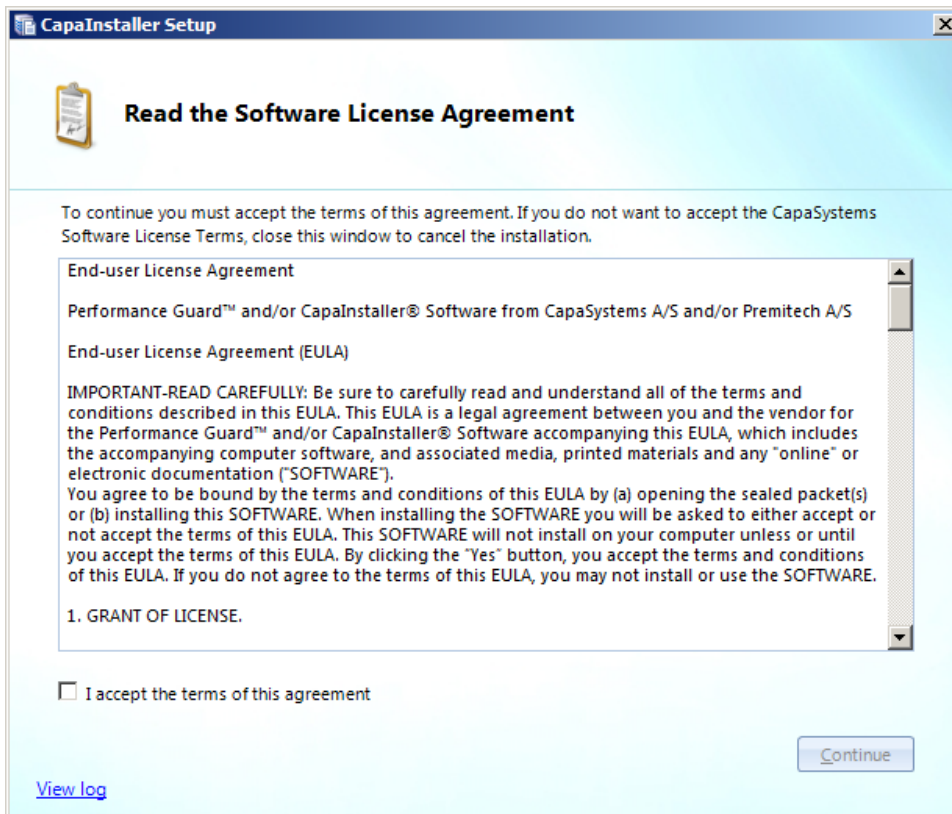 CapaInstaller Setup
Read the Software License Agreement
To continue you must accept the terms of this agreement. If you do not want to accept the CapaSystems
Software License Terms, close this window to cancel the installation.
End-user License Agreement
Performance Guard™ and/or CapaInstaller® Software from CapaSystems A/S and/or Premitech A/S
End-user License Agreement (EULA)
IMPORTANT-READ CAREFULLY: Be sure to carefully read and understand all of the terms and
conditions described in this EULA. This EULA is a legal agreement between you and the vendor for
the Performance Guard™ and/or CapaInstaller® Software accompanying this EULA, which includes
the accompanying computer software, and associated media, printed materials and any "online" or
electronic documentation ("SOFTWARE").
You agree to be bound by the terms and conditions of this EULA by (a) opening the sealed packet(s)
or (b) installing this SOFTWARE. When installing the SOFTWARE you will be asked to either accept or
not accept the terms of this EULA. This SOFTWARE will not install on your computer unless or until
you accept the terms of this EULA. By clicking the "Yes" button, you accept the terms and conditions
of this EULA. If you do not agree to the terms of this EULA, you may not install or use the SOFTWARE.
1. GRANT OF LICENSE.
I accept the terms of this agreement
Continue
View log